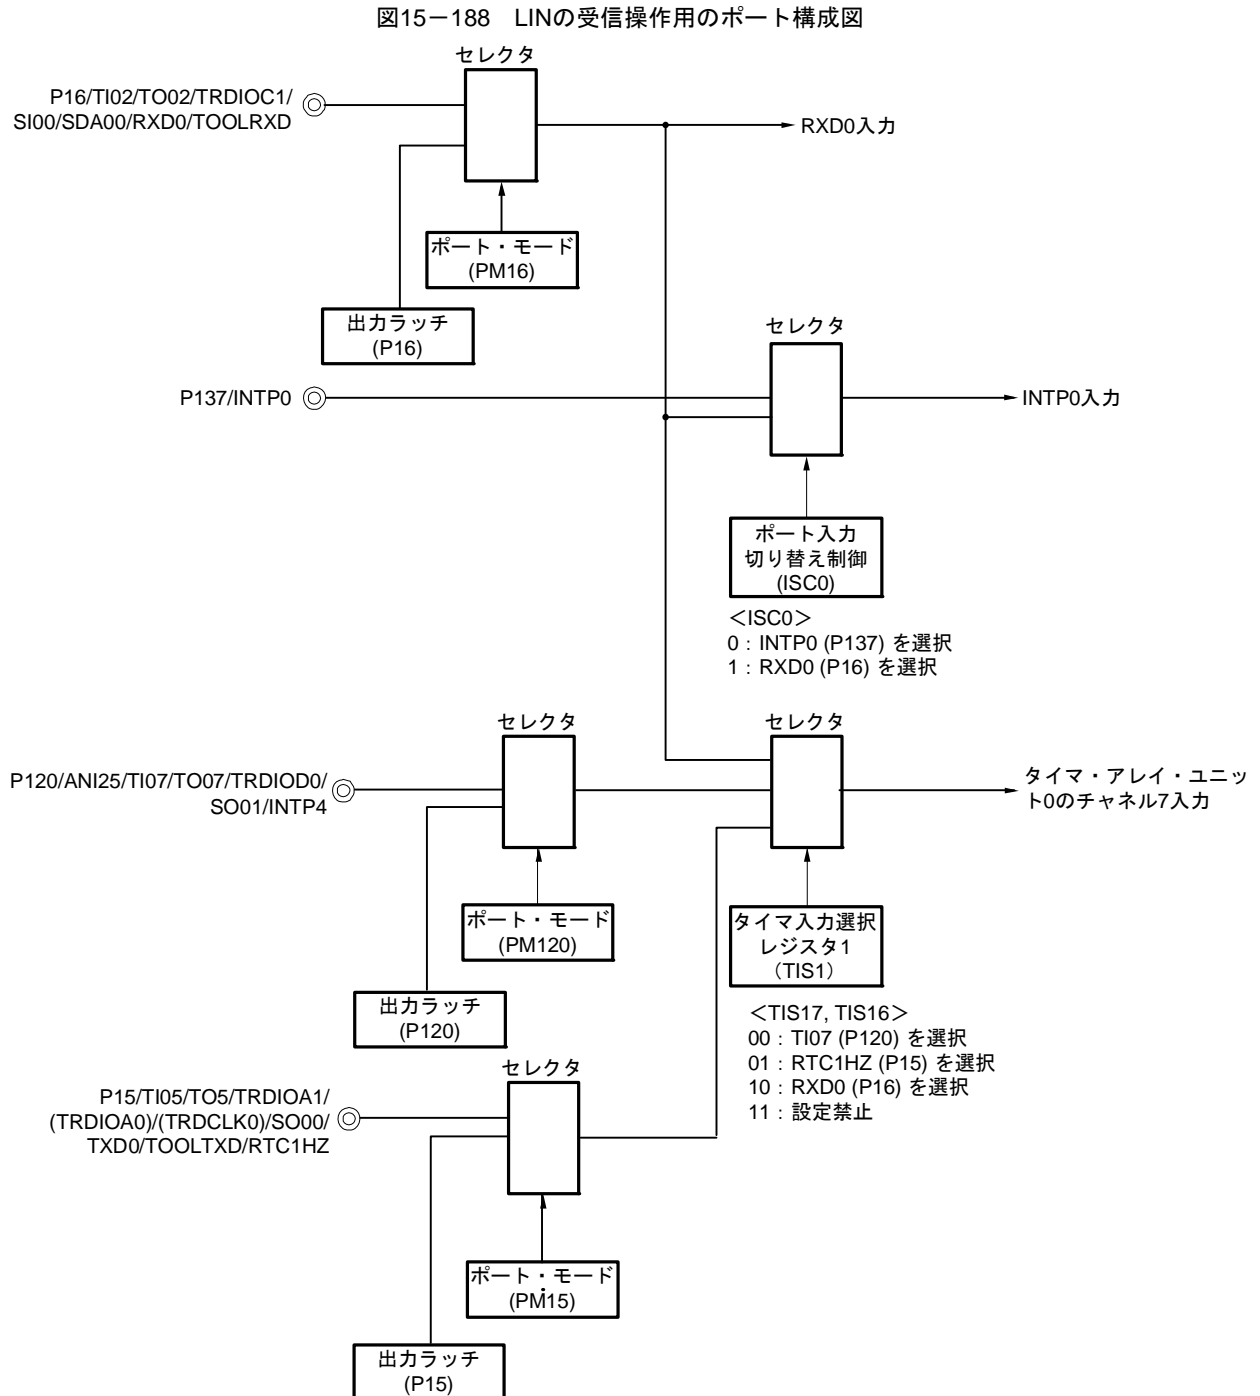 図15－188　LINの受信操作用のポート構成図
セレクタ
P16/TI02/TO02/TRDIOC1/
SI00/SDA00/RXD0/TOOLRXD
RXD0入力
ポート・モード
(PM16)
出力ラッチ
(P16)
セレクタ
P137/INTP0
INTP0入力
ポート入力
切り替え制御
(ISC0)
＜ISC0＞
0：INTP0 (P137) を選択
1：RXD0 (P16) を選択
セレクタ
セレクタ
P120/ANI25/TI07/TO07/TRDIOD0/
SO01/INTP4
タイマ・アレイ・ユニッ
ト0のチャネル7入力
ポート・モード
(PM120)
タイマ入力選択
レジスタ1
（TIS1）
出力ラッチ
(P120)
＜TIS17, TIS16＞
00：TI07 (P120) を選択
01：RTC1HZ (P15) を選択
10：RXD0 (P16) を選択
11：設定禁止
セレクタ
P15/TI05/TO5/TRDIOA1/
(TRDIOA0)/(TRDCLK0)/SO00/
TXD0/TOOLTXD/RTC1HZ
ポート・モード
(PM15)
出力ラッチ
(P15)